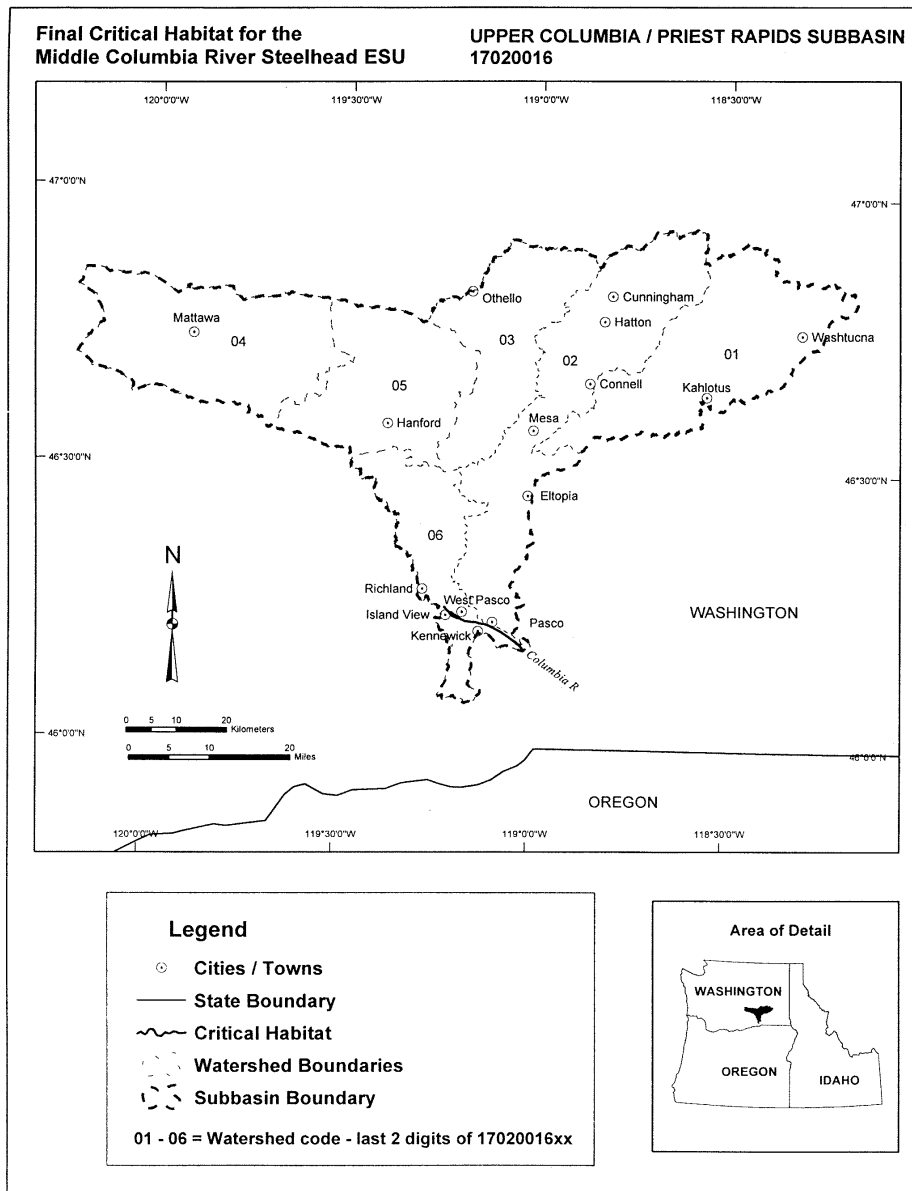 Final Critical Habitat for the
Middle Columbia River Steelhead ESU
UPPER COLUMBIA / PRIEST RAPIDS SUBBASIN
17020016
120°0'0"W
119°30'0"W
119°0'0"W
118°30'0"W
47°0'0"N
47°0'0"N
Othello
Cunningham
Mattawa
04
Hatton
03
Washtucna
02
01
05
Connell
Kahlotus
Hanford
Mesa
46°30'0"N
46°30'0"N
Eltopia
06
N
Richland
West Pasco
Island View
Pasco
WASHINGTON
Kennewick
Columbia R
0 5 10 20
Kilometers
0 5 10 20
Miles
46°0'0"N
46°0'0"N
OREGON
120°0'0"W
119°30'0"W
119°0'0"W
118°30'0"W
Legend
Cities / Towns
State Boundary
Critical Habitat
Watershed Boundaries
Subbasin Boundary
01 - 06 = Watershed code - last 2 digits of 17020016xx
Area of Detail
WASHINGTON
OREGON
IDAHO